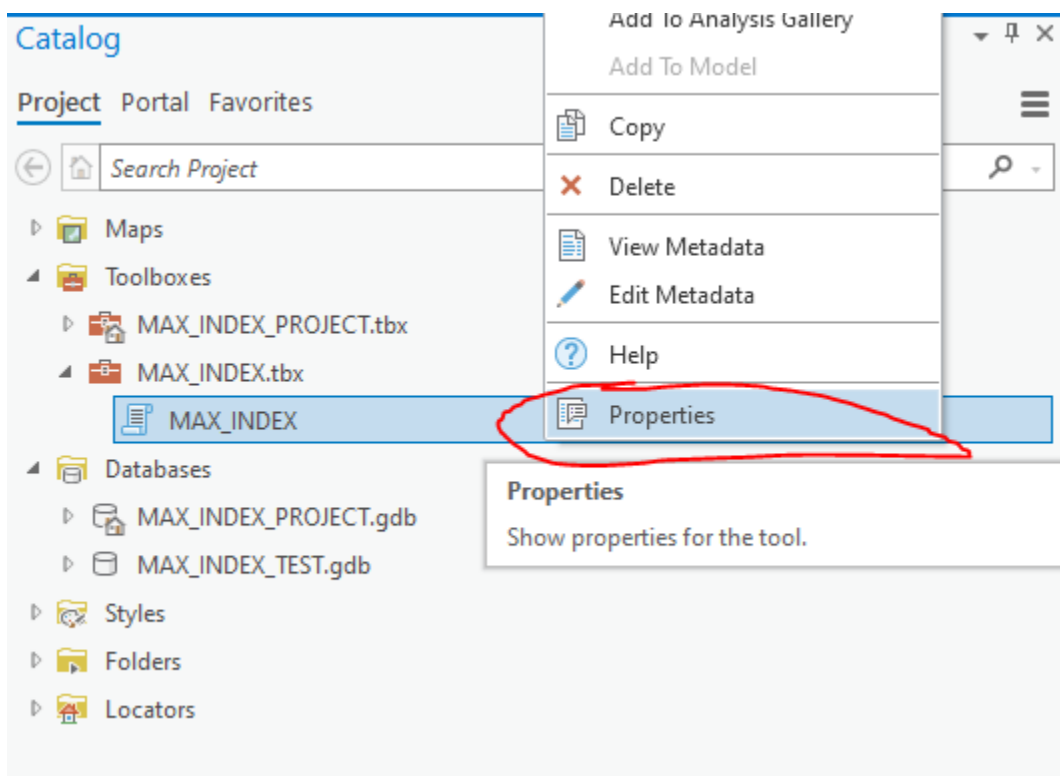 Add To Analysis Gallery
Catalog
Add To Model
Project Portal Favorites
Copy
Search Project
Delete
Maps
View Metadata
Toolboxes
Edit Metadata
MAX_INDEX_PROJECT.tbx
Help
MAX_INDEX.tbx
Properties
MAX_INDEX
Databases
Properties
MAX_INDEX_PROJECT.gdb
Show properties for the tool.
MAX_INDEX_TEST.gdb
Styles
Folders
Locators